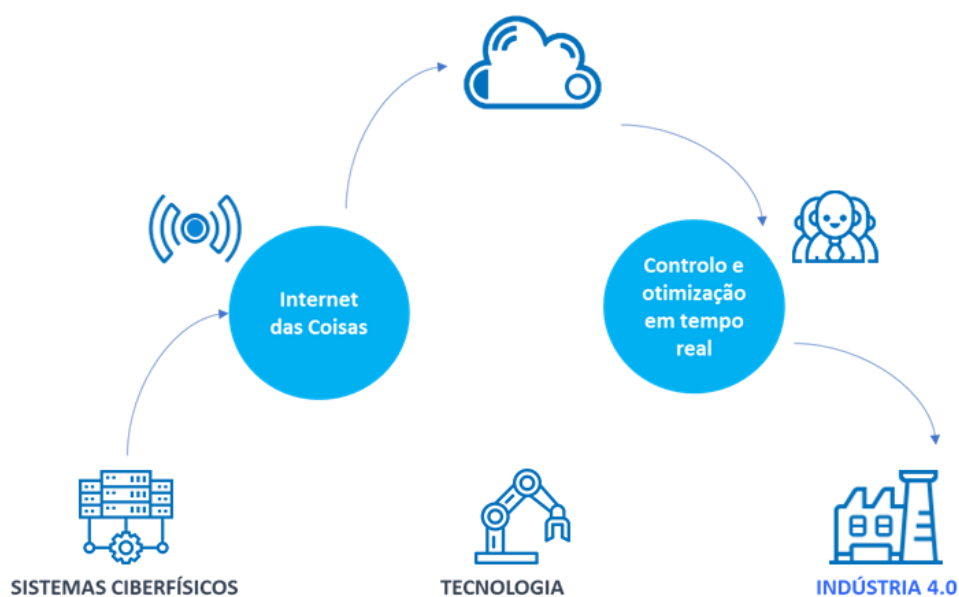 Internet
das Coisas
Controlo e
otimização
em tempo
real
SISTEMAS CIBERFÍSICOS
TECNOLOGIA
INDÚSTRIA 4.0